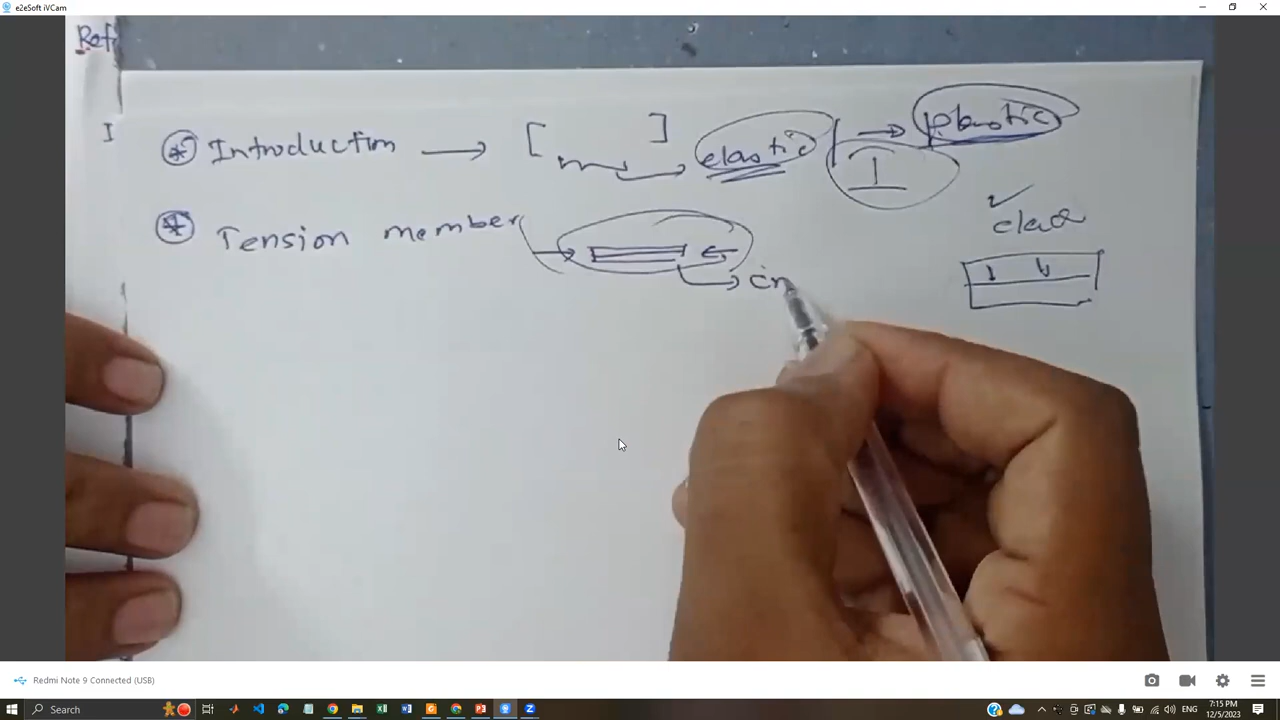 e2eSoft iVCam
Ref
I
Introduction → [ ] elastic → plastic
I
Tension member
Redmi Note 9 Connected (USB)
Search
ENG
7:15 PM
12/5/2023